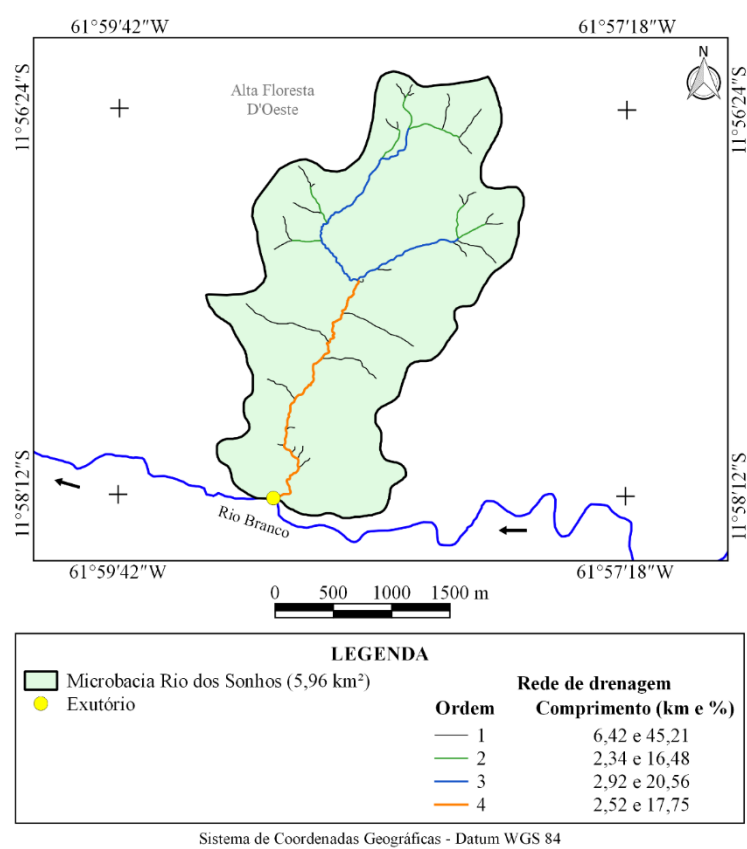 61°59′42″W 61°57′18″W
11°56′24″S 11°56′24″S
N
Alta Floresta
D'Oeste
Rio Branco
11°58′12″S 11°58′12″S
61°59′42″W 61°57′18″W
0 500 1000 1500 m
LEGENDA
Microbacia Rio dos Sonhos (5,96 km²)
Exutório
Rede de drenagem
Ordem Comprimento (km e %)
1 6,42 e 45,21
2 2,34 e 16,48
3 2,92 e 20,56
4 2,52 e 17,75
Sistema de Coordenadas Geográficas - Datum WGS 84